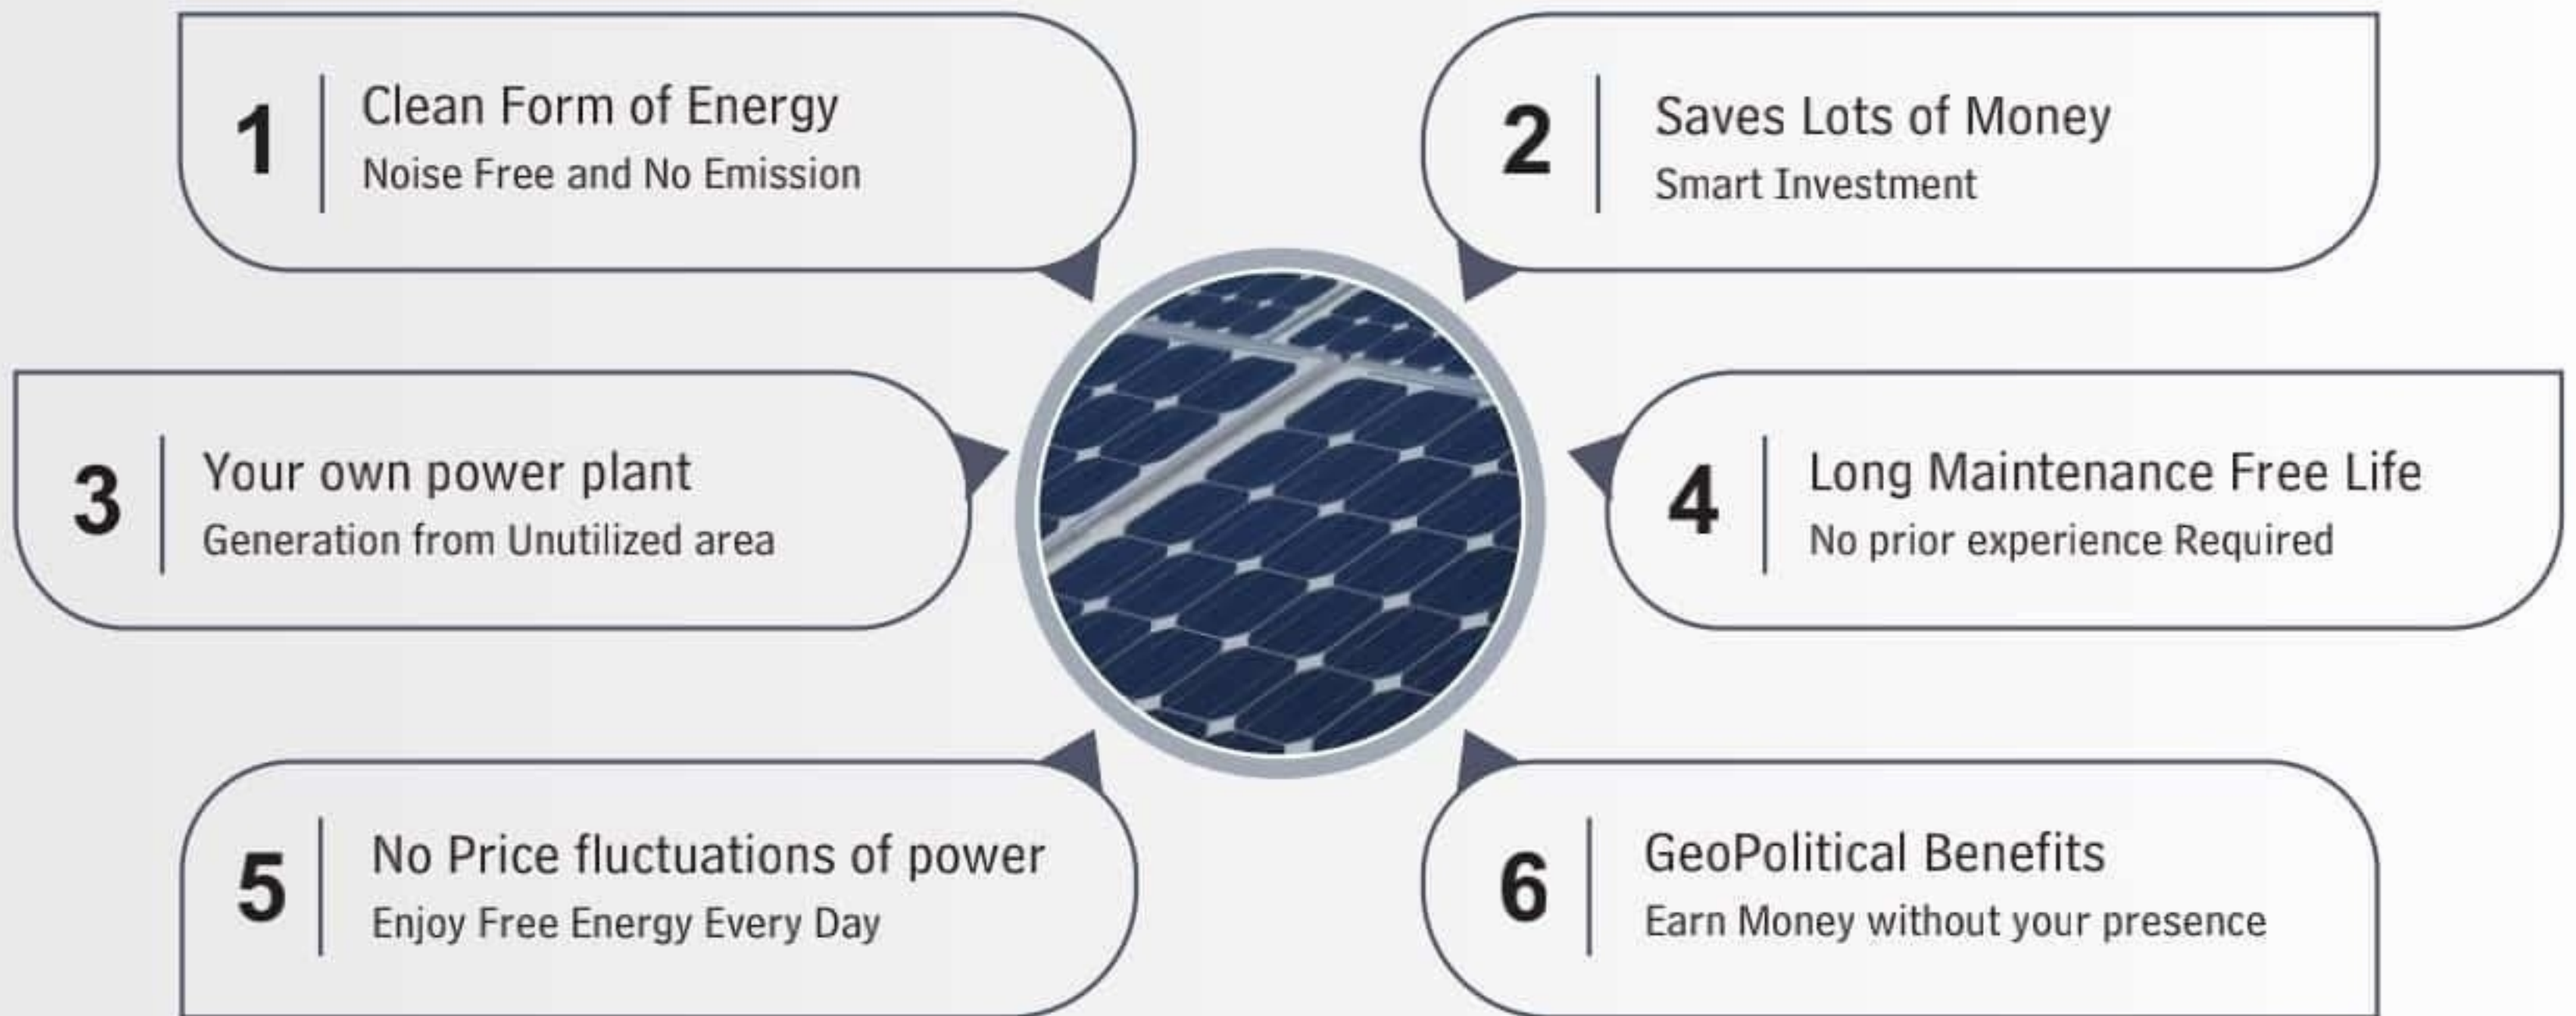 1
Clean Form of Energy
Noise Free and No Emission
2
Saves Lots of Money
Smart Investment
3
Your own power plant
Generation from Unutilized area
4
Long Maintenance Free Life
No prior experience Required
5
No Price fluctuations of power
Enjoy Free Energy Every Day
6
GeoPolitical Benefits
Earn Money without your presence